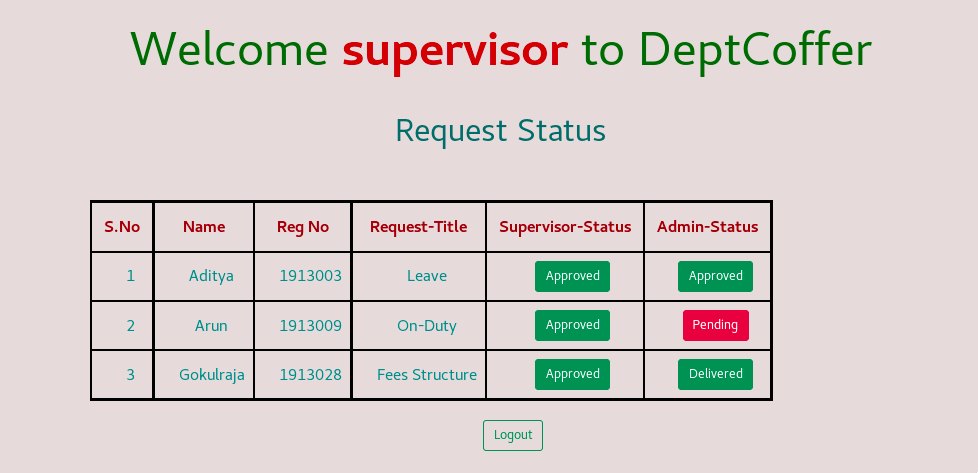 Welcome supervisor to DeptCoffer
Request Status
S.No Name Reg No Request-Title Supervisor-Status Admin-Status
1 Aditya 1913003 Leave Approved Approved
2 Arun 1913009 On-Duty Approved Pending
3 Gokulraja 1913028 Fees Structure Approved Delivered
Logout